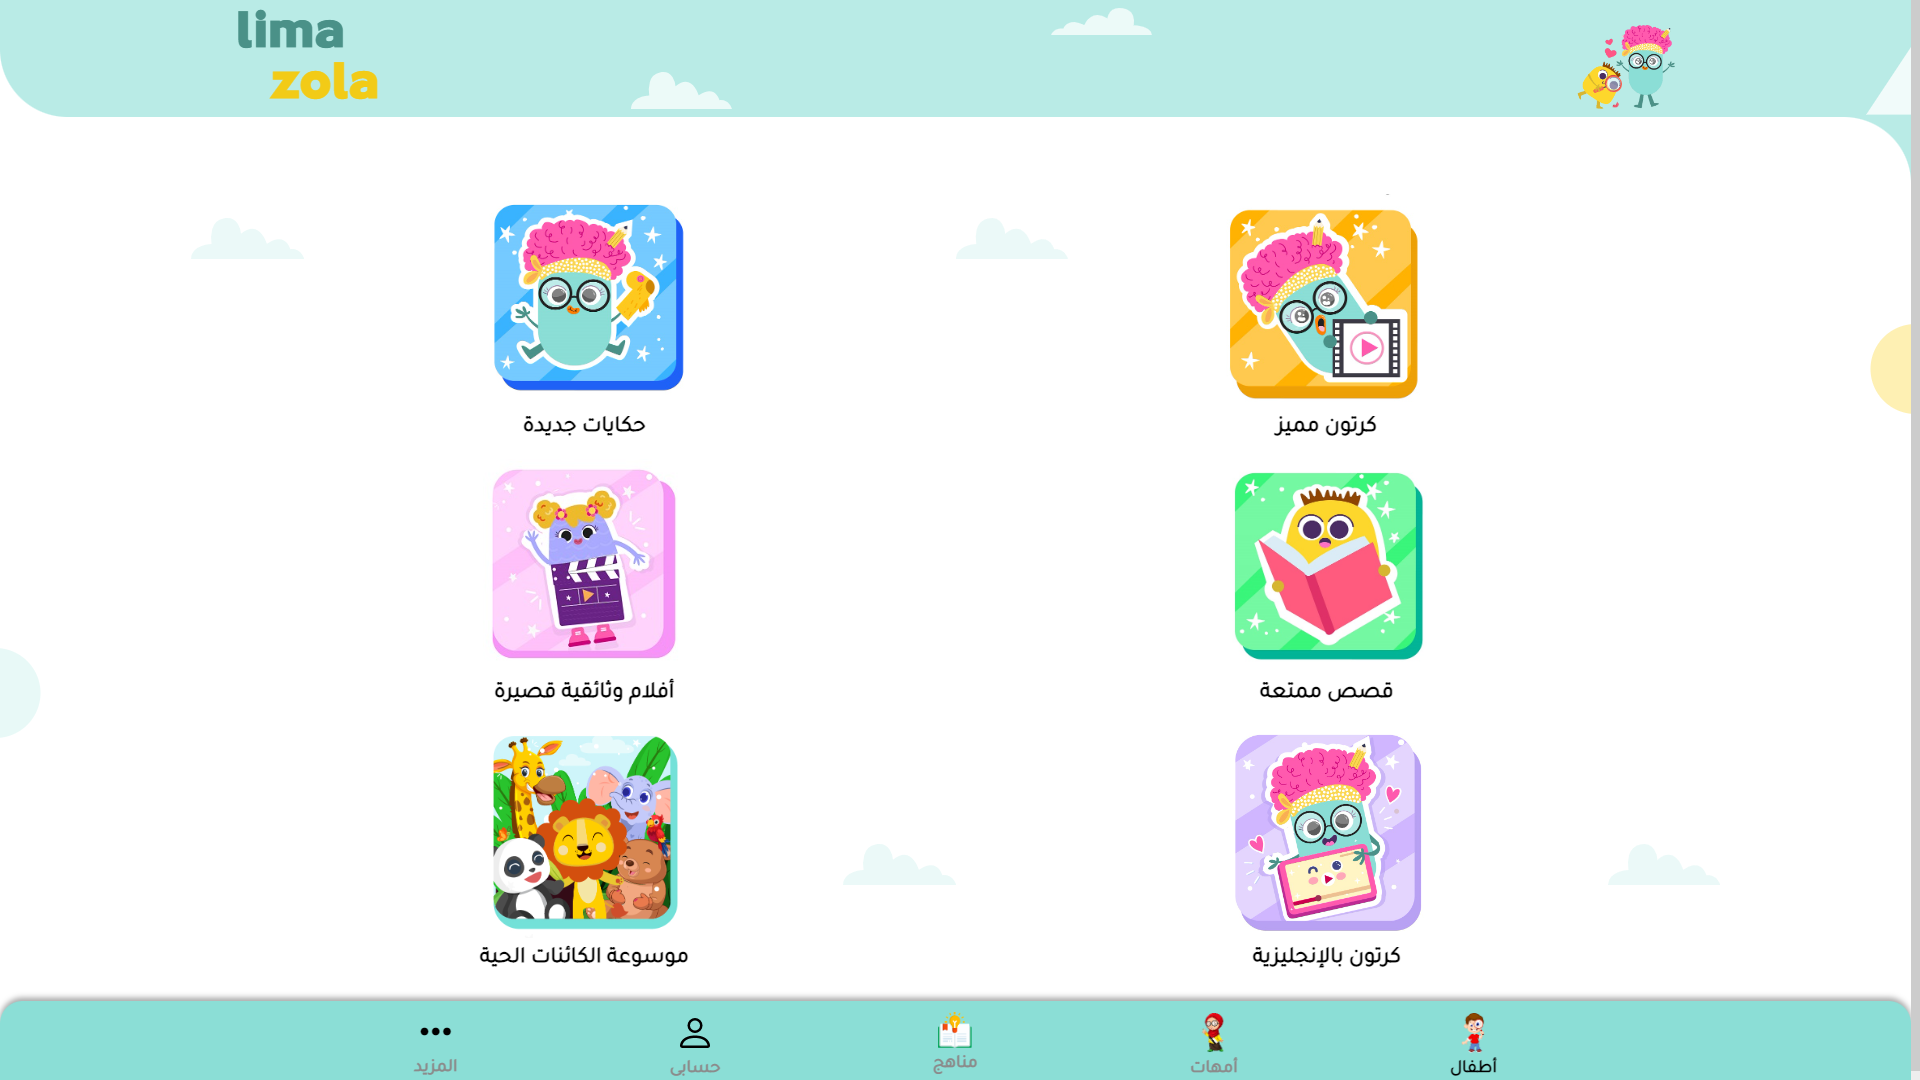 lima
zola
كرتون مميز
حكايات جديدة
قصص ممتعة
أفلام وثائقية قصيرة
كرتون بالإنجليزية
موسوعة الكائنات الحية
أطفال
أمهات
مناهج
حسابى
المزيد